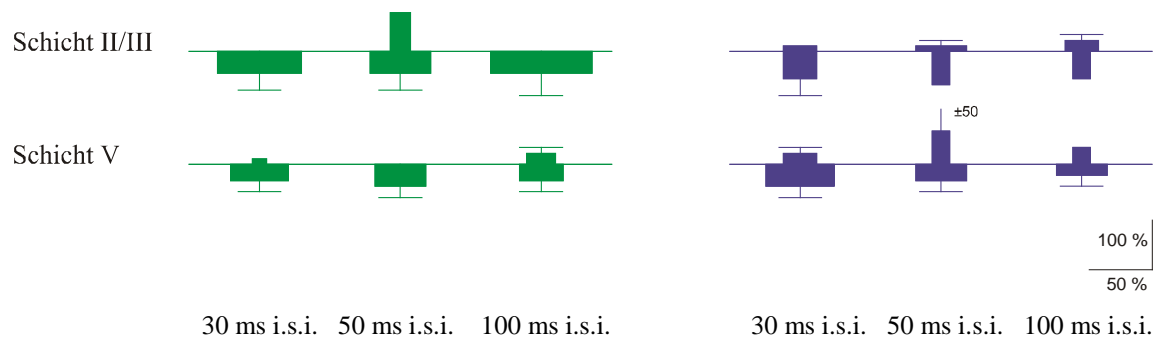 Schicht II/III
±50
Schicht V
100 %
50 %
30 ms i.s.i. 50 ms i.s.i. 100 ms i.s.i. 30 ms i.s.i. 50 ms i.s.i. 100 ms i.s.i.